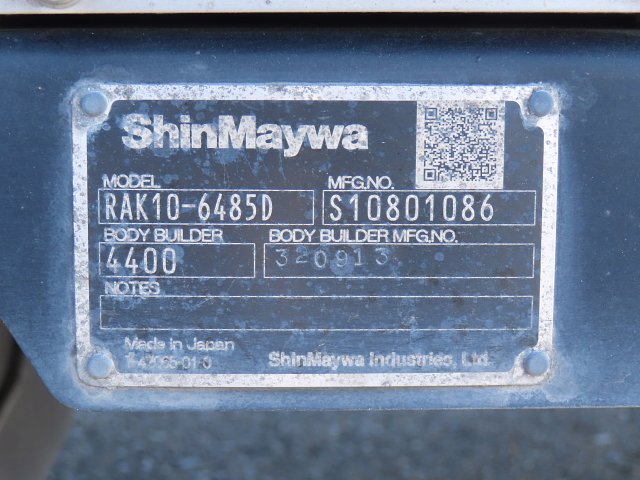 ShinMaywa
MODEL MFG.NO.
RAK10-6485D S10801086
BODY BUILDER BODY BUILDER MFG.NO.
4400 320913
NOTES
Made in Japan
ShinMaywa Industries, Ltd.